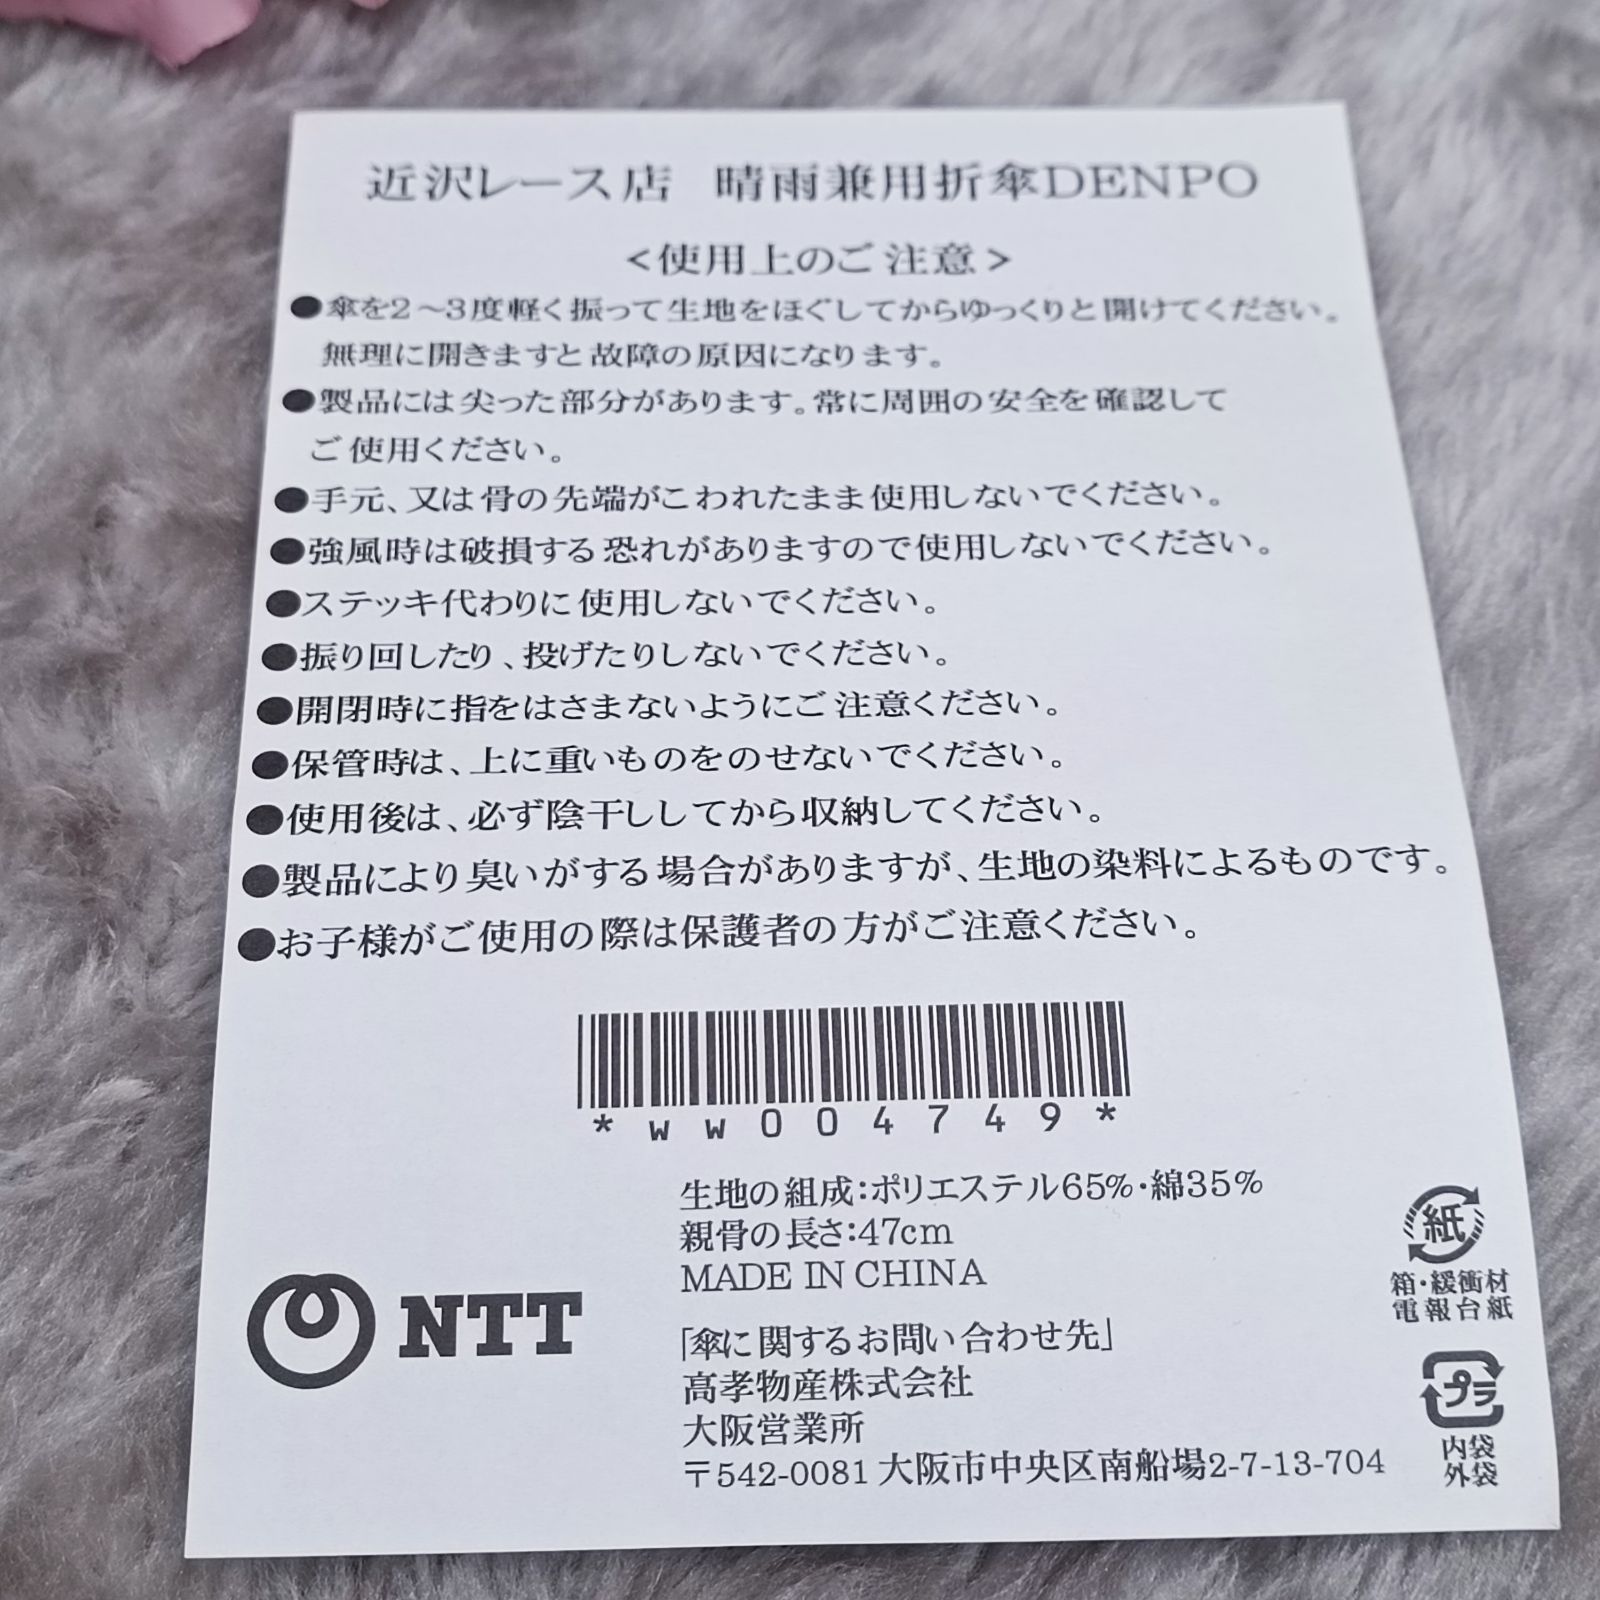 近沢レース店 晴雨兼用折傘DENPO
<使用上のご注意>
●傘を2～3度軽く振って生地をほぐしてからゆっくりと開けてください。
無理に開きますと故障の原因になります。
●製品には尖った部分があります。常に周囲の安全を確認して
ご使用ください。
●手元、又は骨の先端がこわれたまま使用しないでください。
●強風時は破損する恐れがありますので使用しないでください。
●ステッキ代わりに使用しないでください。
●振り回したり、投げたりしないでください。
●開閉時に指をはさまないようにご注意ください。
●保管時は、上に重いものをのせないでください。
●使用後は、必ず陰干ししてから収納してください。
●製品により臭いがする場合がありますが、生地の染料によるものです。
●お子様がご使用の際は保護者の方がご注意ください。
*WW004749*
生地の組成:ポリエステル65%・綿35%
親骨の長さ:47cm
MADE IN CHINA
「傘に関するお問い合わせ先」
高孝物産株式会社
大阪営業所
〒542-0081 大阪市中央区南船場2-7-13-704
NTT
紙
箱・緩衝材
電報台紙
プラ
内袋
外袋